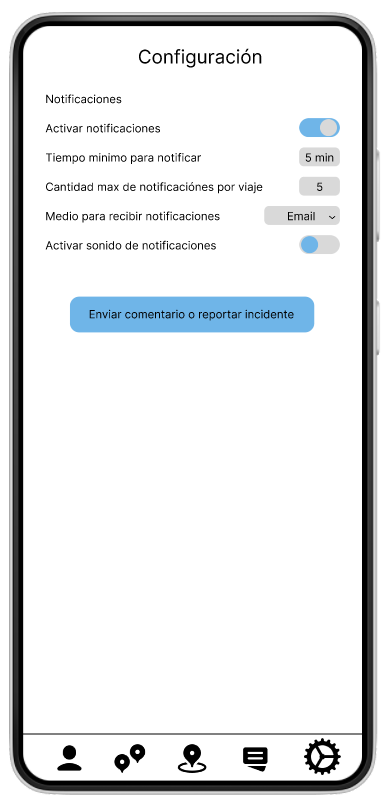 Configuración
Notificaciones
Activar notificaciones
Tiempo minimo para notificar 5 min
Cantidad max de notificaciónes por viaje 5
Medio para recibir notificaciones Email
Activar sonido de notificaciones
Enviar comentario o reportar incidente